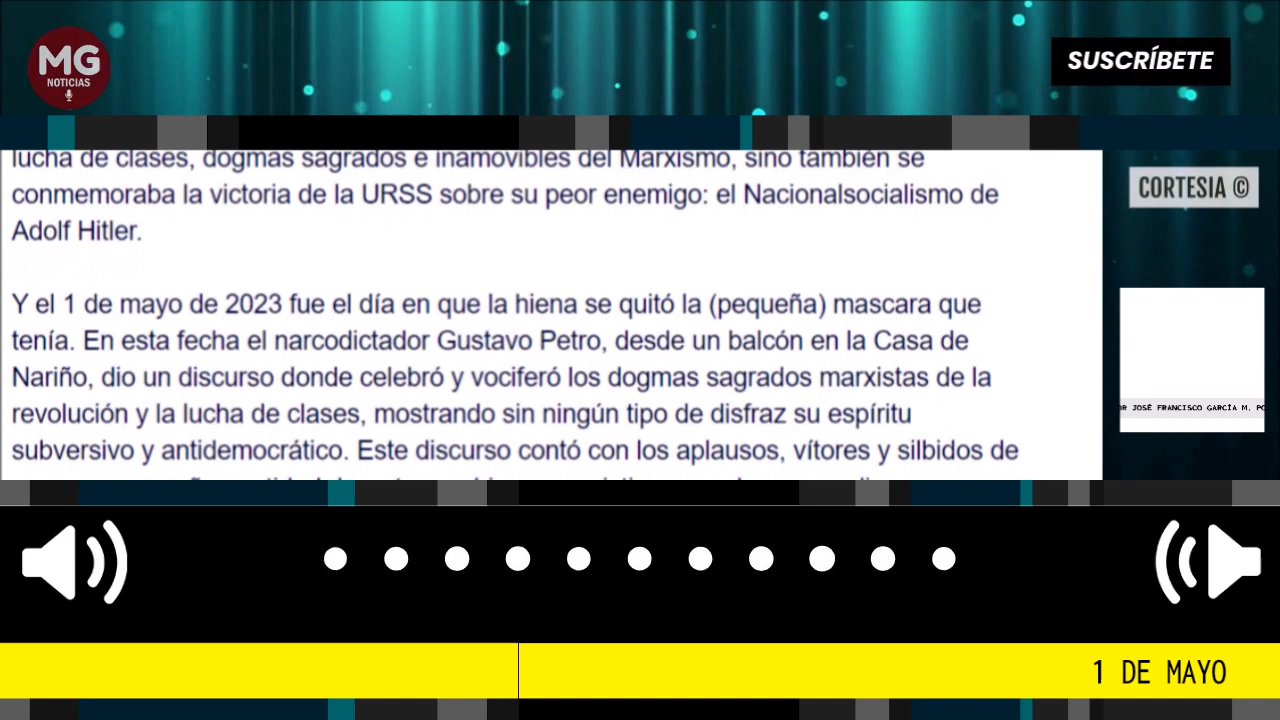 MG
NOTICIAS
SUSCRÍBETE
lucha de clases, dogmas sagrados e inamovibles del Marxismo, sino también se
conmemoraba la victoria de la URSS sobre su peor enemigo: el Nacionalsocialismo de
Adolf Hitler.
Y el 1 de mayo de 2023 fue el día en que la hiena se quitó la (pequeña) mascara que
tenía. En esta fecha el narcodictador Gustavo Petro, desde un balcón en la Casa de
Nariño, dio un discurso donde celebró y vociferó los dogmas sagrados marxistas de la
revolución y la lucha de clases, mostrando sin ningún tipo de disfraz su espíritu
subversivo y antidemocrático. Este discurso contó con los aplausos, vítores y silbidos de
CORTESIA ©
JOSÉ FRANCISCO GARCÍA M.
1 DE MAYO